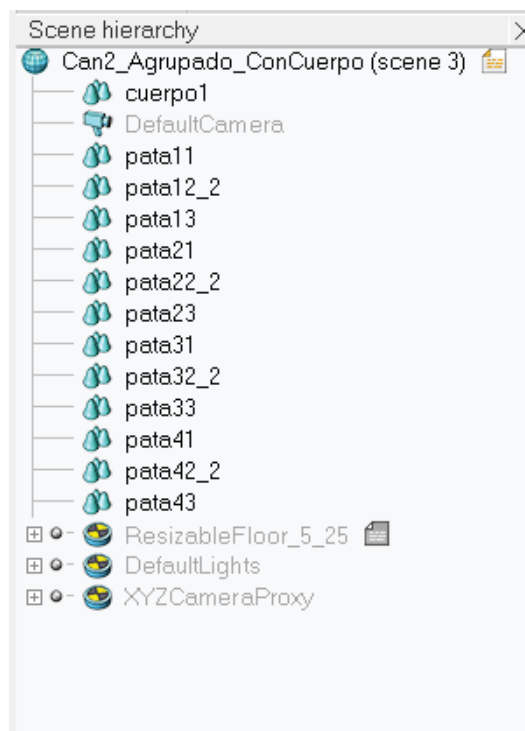 Scene hierarchy
Can2_Agrupado_ConCuerpo (scene 3)
cuerpo1
DefaultCamera
pata11
pata12_2
pata13
pata21
pata22_2
pata23
pata31
pata32_2
pata33
pata41
pata42_2
pata43
ResizableFloor_5_25
DefaultLights
XYZCameraProxy